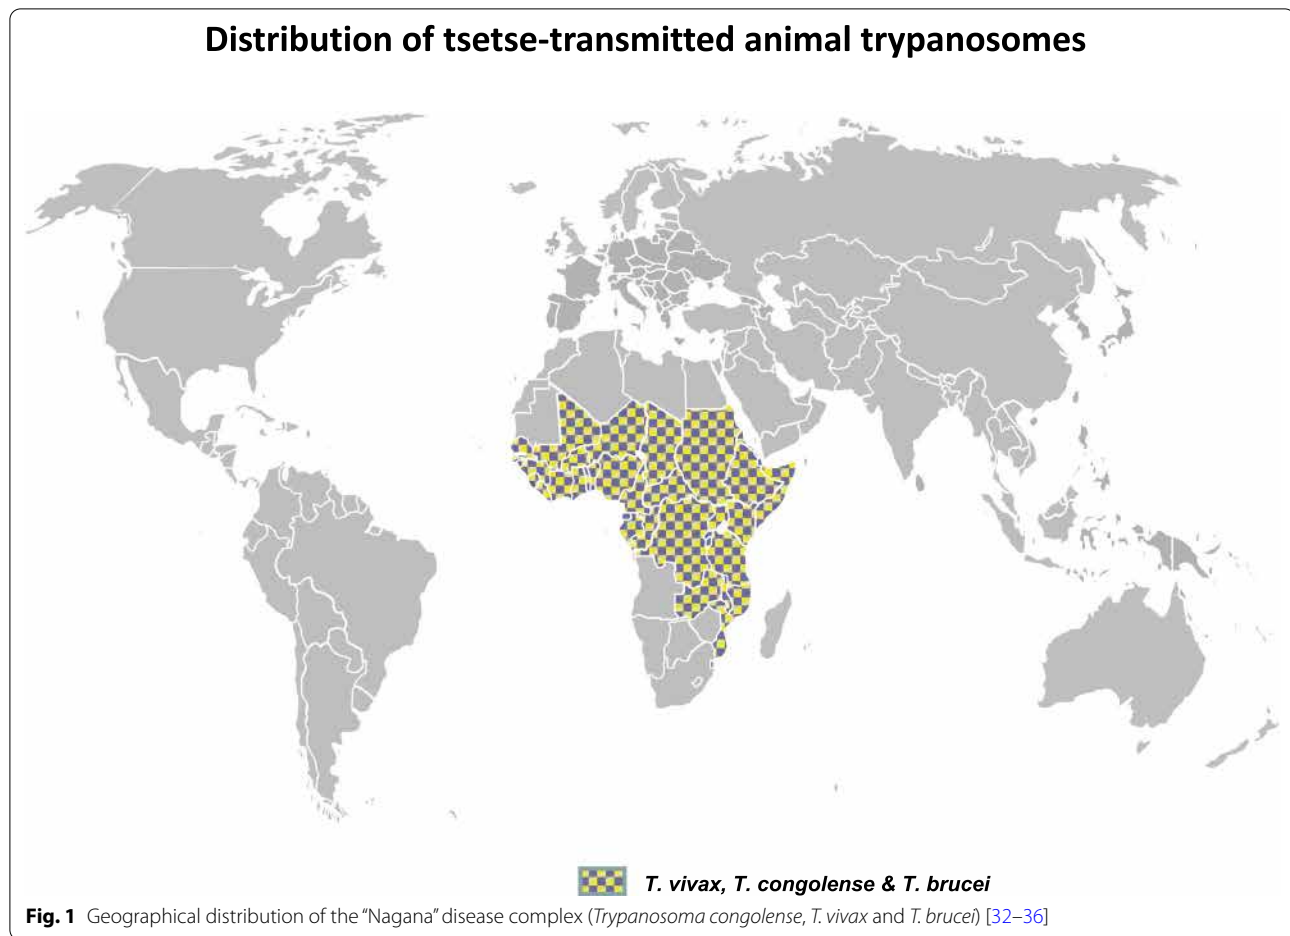 Distribution of tsetse-transmitted animal trypanosomes
T. vivax, T. congolense & T. brucei
Fig. 1 Geographical distribution of the “Nagana” disease complex (Trypanosoma congolense, T. vivax and T. brucei) [32–36]